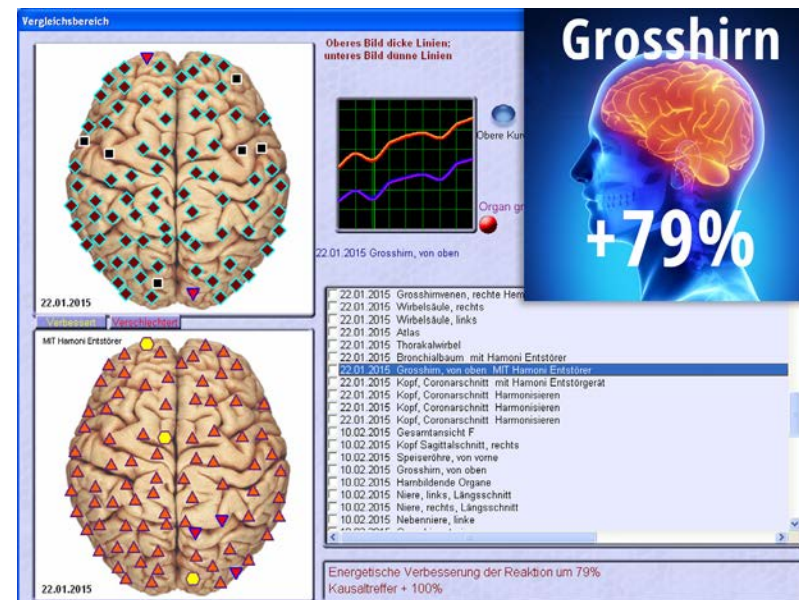 Vergleichsbereich
Oberes Bild dicke Linien;
unteres Bild dünne Linien
Grosshirn
+79%
Obere Kur
Organ gr
22.01.2015 Grosshirn, von oben
22.01.2015
Verbessert Verschlechtert
MIT Hamoni Entstörer
22.01.2015
22.01.2015 Grosshirnvenen, rechte Hem
22.01.2015 Wirbelsäule, rechts
22.01.2015 Wirbelsäule, links
22.01.2015 Atlas
22.01.2015 Thorakalwirbel
22.01.2015 Bronchialbaum mit Hamoni Entstörer
22.01.2015 Grosshirn, von oben MIT Hamoni Entstörer
22.01.2015 Kopf, Coronarschnitt mit Hamoni Entstörgerät
22.01.2015 Kopf, Coronarschnitt Harmonisieren
22.01.2015 Kopf, Coronarschnitt Harmonisieren
22.01.2015 Kopf, Coronarschnitt Harmonisieren
10.02.2015 Gesamtansicht F
10.02.2015 Kopf Sagittalschnitt, rechts
10.02.2015 Speiseröhre, von vorne
10.02.2015 Grosshirn, von oben
10.02.2015 Harnbildende Organe
10.02.2015 Niere, links, Längsschnitt
10.02.2015 Niere, rechts, Längsschnitt
10.02.2015 Nebenniere, linke
Energetische Verbesserung der Reaktion um 79%
Kausaltreffer + 100%